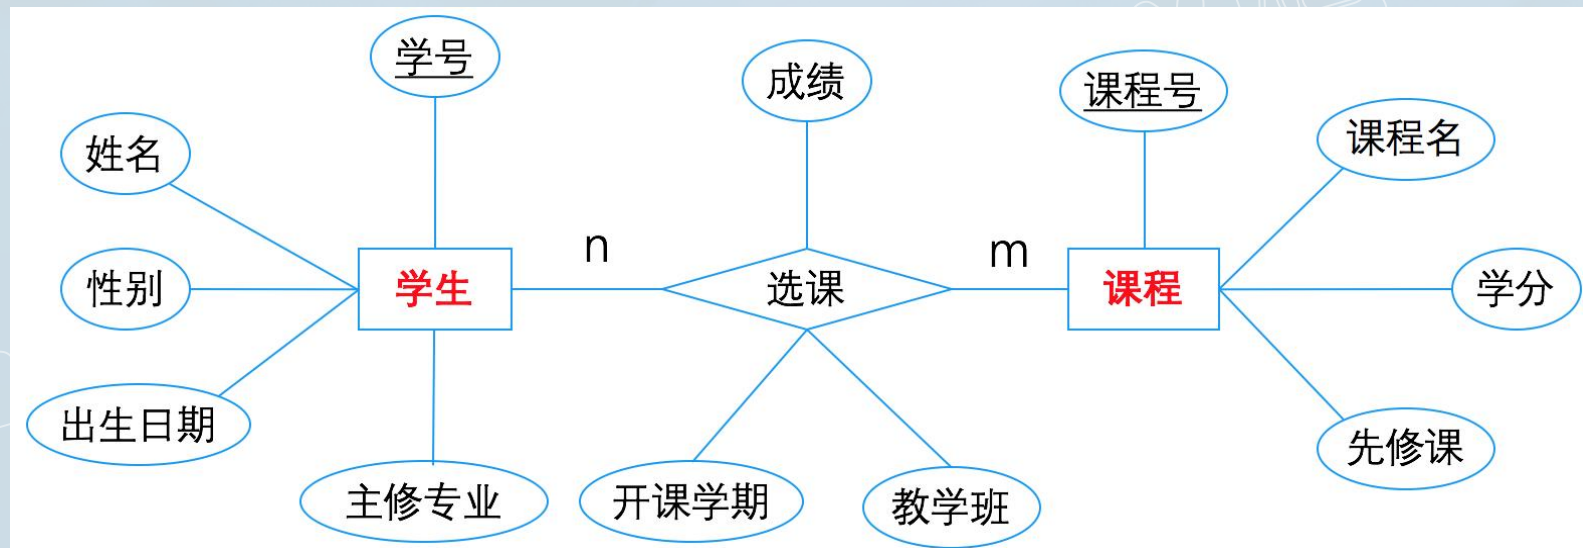 学号
成绩
课程号
课程名
姓名
n
m
性别
学生
选课
课程
学分
出生日期
先修课
主修专业
开课学期
教学班